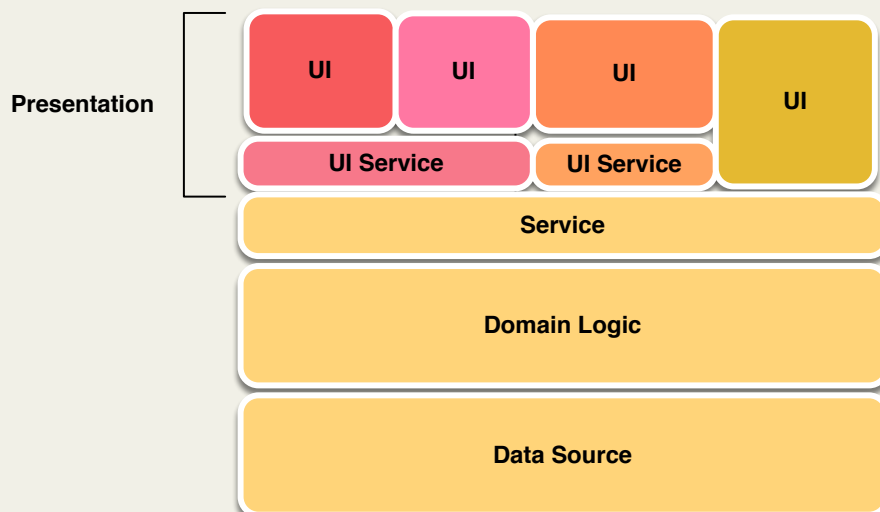 UI
UI
UI
UI
Presentation
UI Service
UI Service
Service
Domain Logic
Data Source